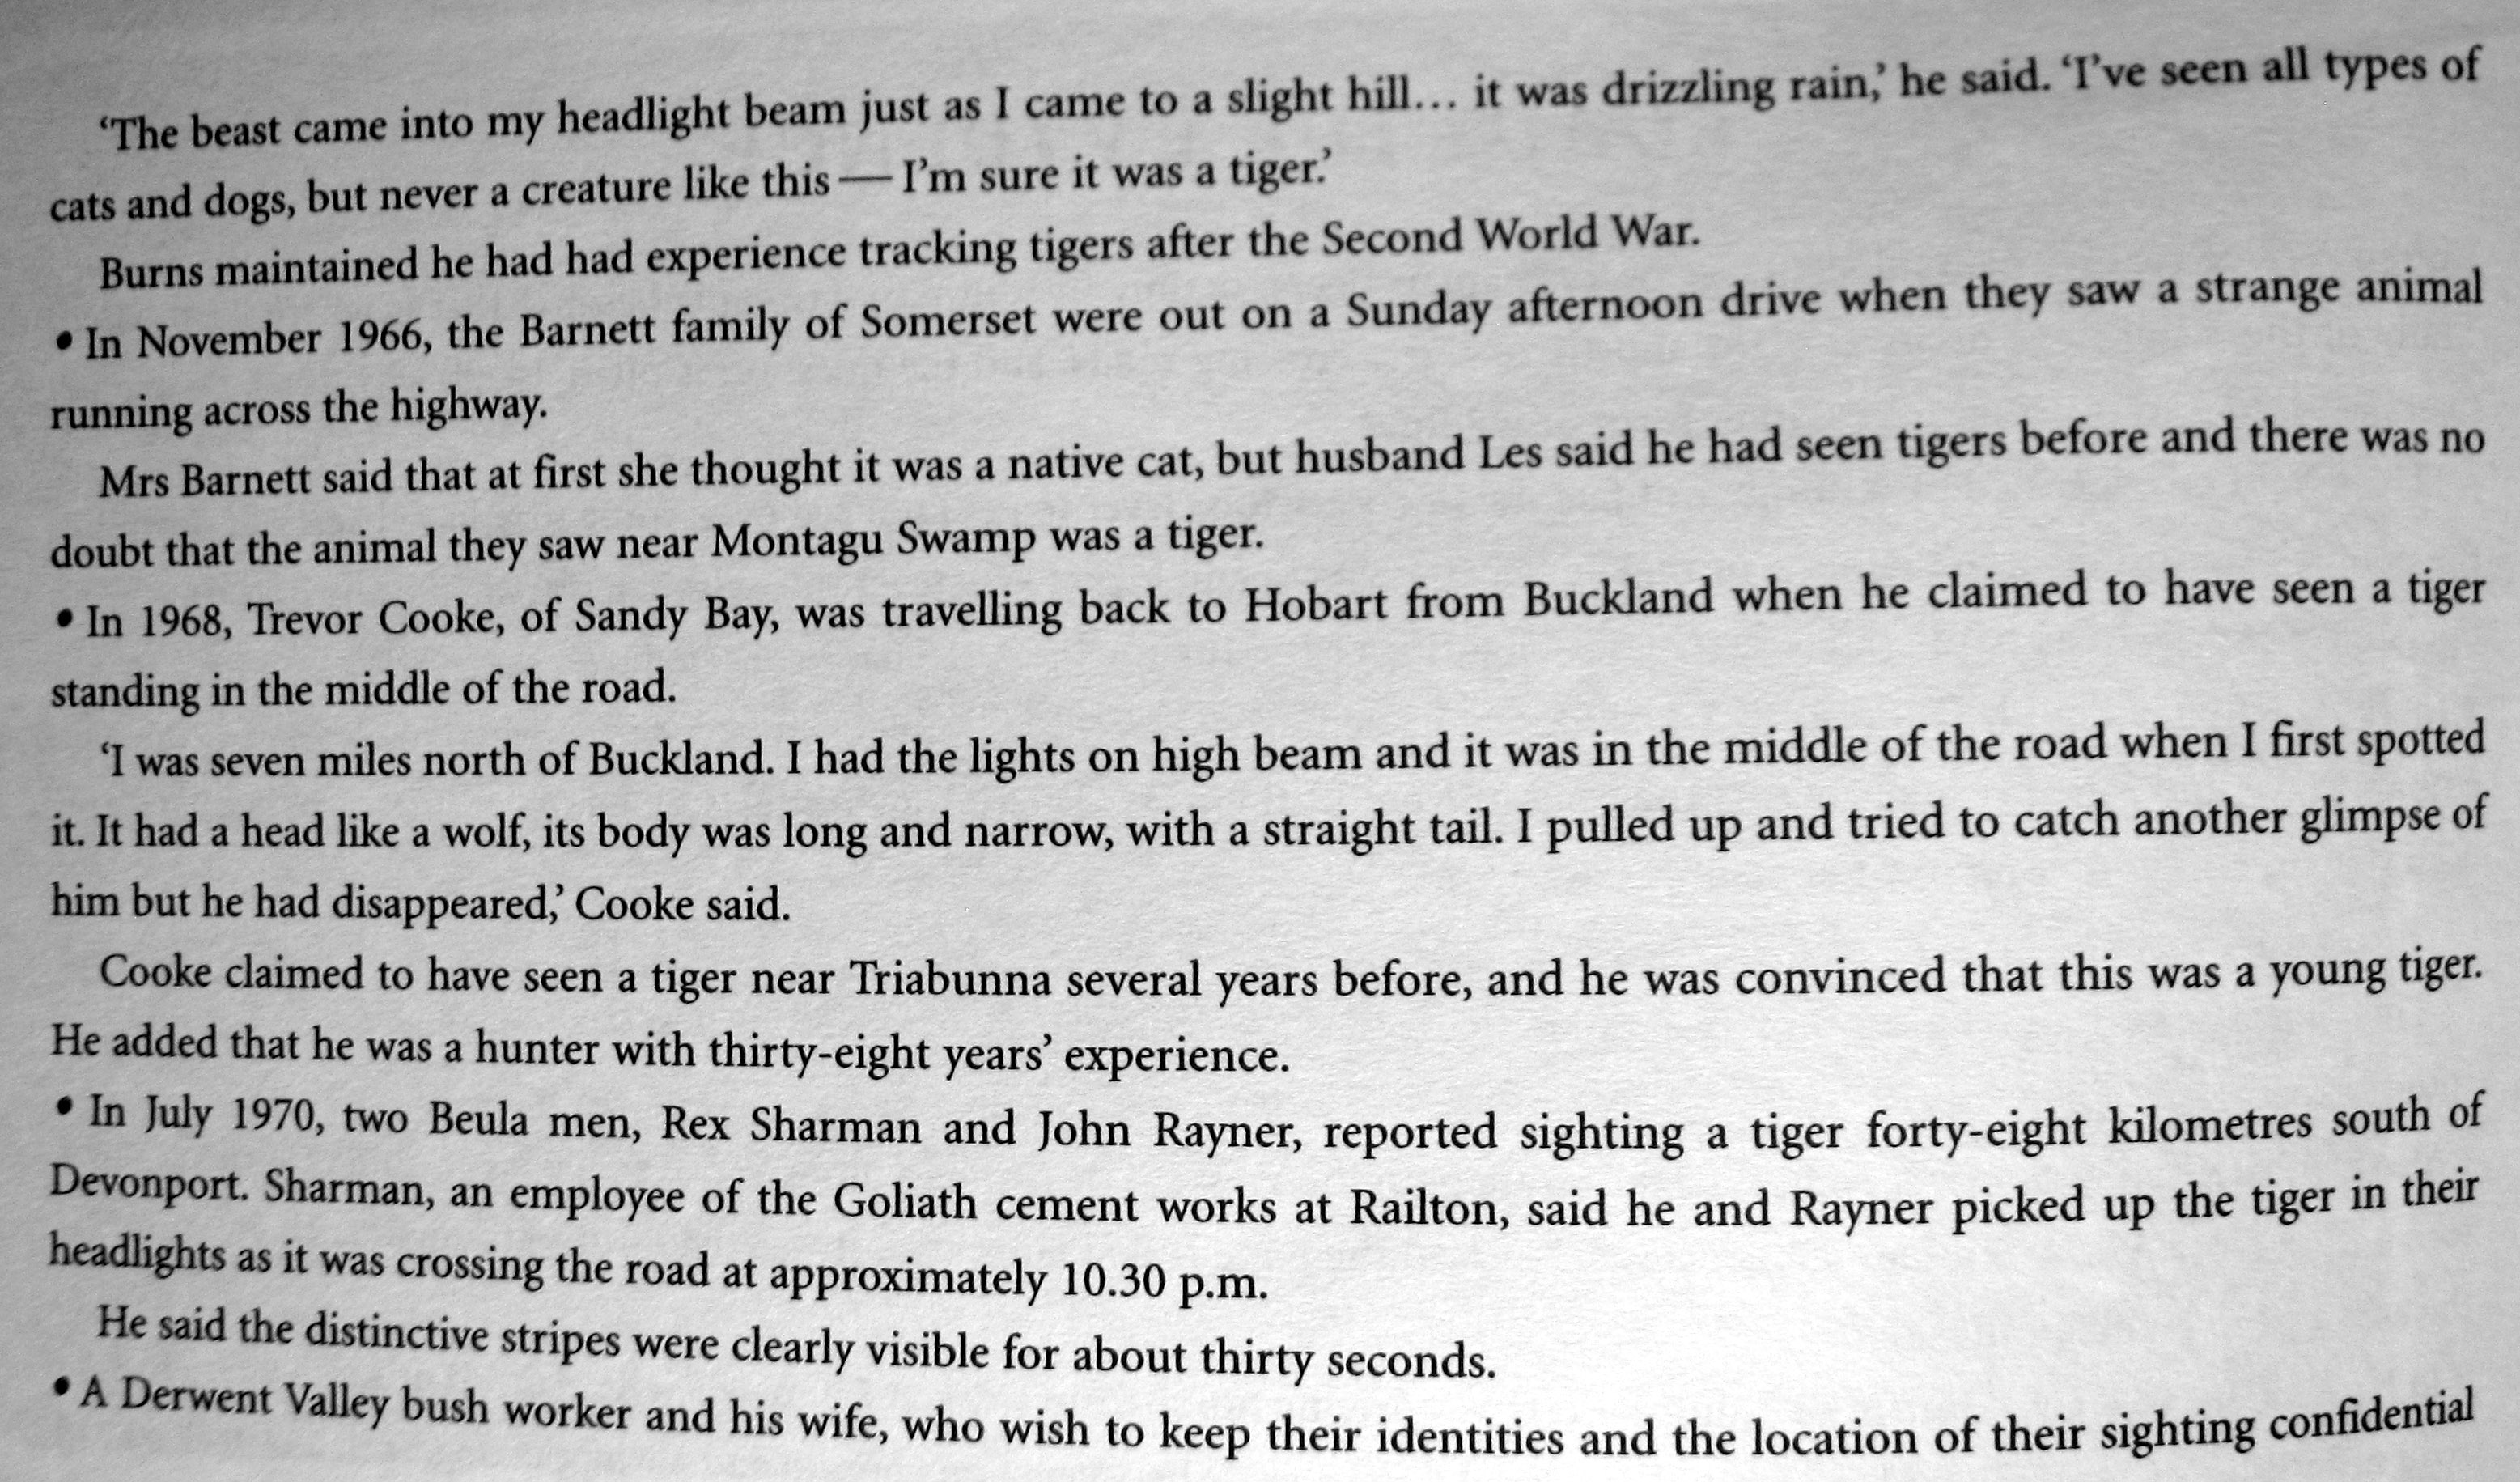 ‘The beast came into my headlight beam just as I came to a slight hill… it was drizzling rain,’ he said. ‘I’ve seen all types of
cats and dogs, but never a creature like this — I’m sure it was a tiger.’
Burns maintained he had had experience tracking tigers after the Second World War.
• In November 1966, the Barnett family of Somerset were out on a Sunday afternoon drive when they saw a strange animal
running across the highway.
Mrs Barnett said that at first she thought it was a native cat, but husband Les said he had seen tigers before and there was no
doubt that the animal they saw near Montagu Swamp was a tiger.
• In 1968, Trevor Cooke, of Sandy Bay, was travelling back to Hobart from Buckland when he claimed to have seen a tiger
standing in the middle of the road.
‘I was seven miles north of Buckland. I had the lights on high beam and it was in the middle of the road when I first spotted
it. It had a head like a wolf, its body was long and narrow, with a straight tail. I pulled up and tried to catch another glimpse of
him but he had disappeared,’ Cooke said.
Cooke claimed to have seen a tiger near Triabunna several years before, and he was convinced that this was a young tiger.
He added that he was a hunter with thirty-eight years’ experience.
• In July 1970, two Beula men, Rex Sharman and John Rayner, reported sighting a tiger forty-eight kilometres south of
Devonport. Sharman, an employee of the Goliath cement works at Railton, said he and Rayner picked up the tiger in their
headlights as it was crossing the road at approximately 10.30 p.m.
He said the distinctive stripes were clearly visible for about thirty seconds.
• A Derwent Valley bush worker and his wife, who wish to keep their identities and the location of their sighting confidential